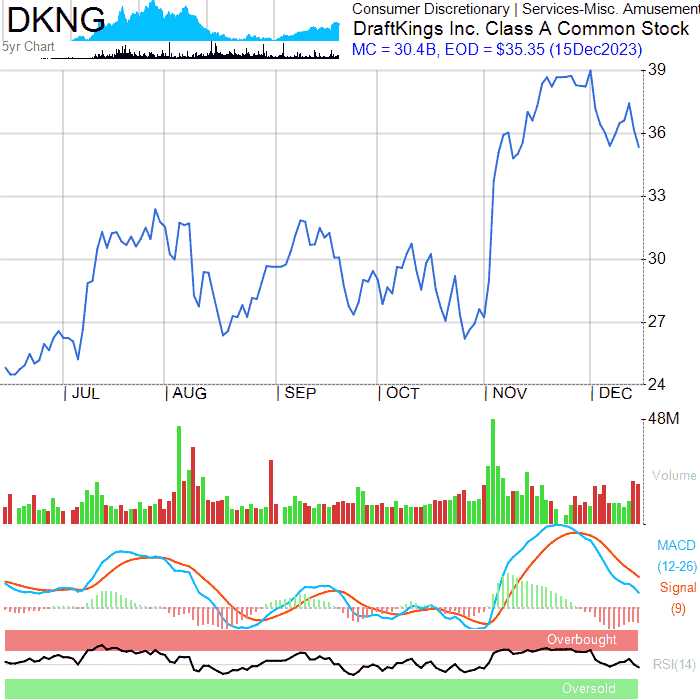 DKNG
5yr Chart
Consumer Discretionary | Services-Misc. Amusement
DraftKings Inc. Class A Common Stock
MC = 30.4B, EOD = $35.35 (15Dec2023)
39
36
33
30
27
24
JUL AUG SEP OCT NOV DEC
48M
Volume
MACD
(12-26)
Signal
(9)
Overbought
RSI(14)
Oversold